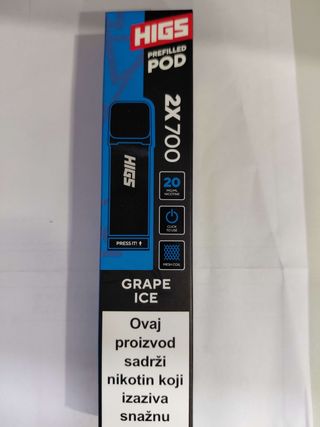 HIGS
PREFILLED
POD
2X700
HIGS
20
MG/ML
NICOTINE
CLICK
TO USE
PRESS IT!
MESH COIL
GRAPE
ICE
Ovaj
proizvod
sadrži
nikotin koji
izaziva
snažnu